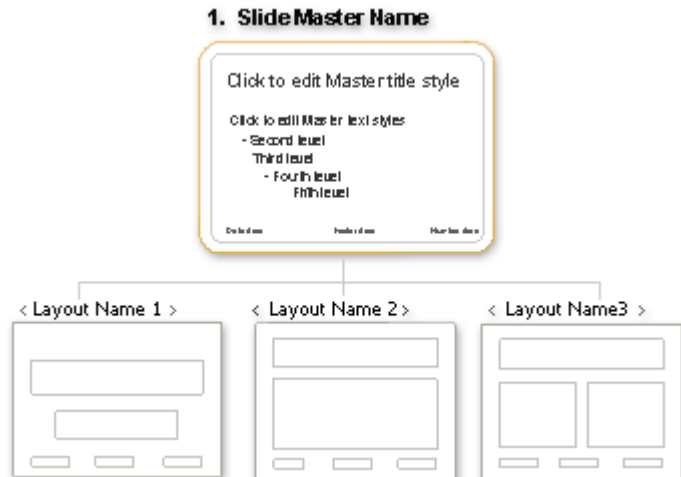 1. Slide Master Name
Click to edit Master title style
Click to edit Master text styles
- Second level
Third level
- Fourth level
Fifth level
< Layout Name 1 >
< Layout Name 2 >
< Layout Name3 >